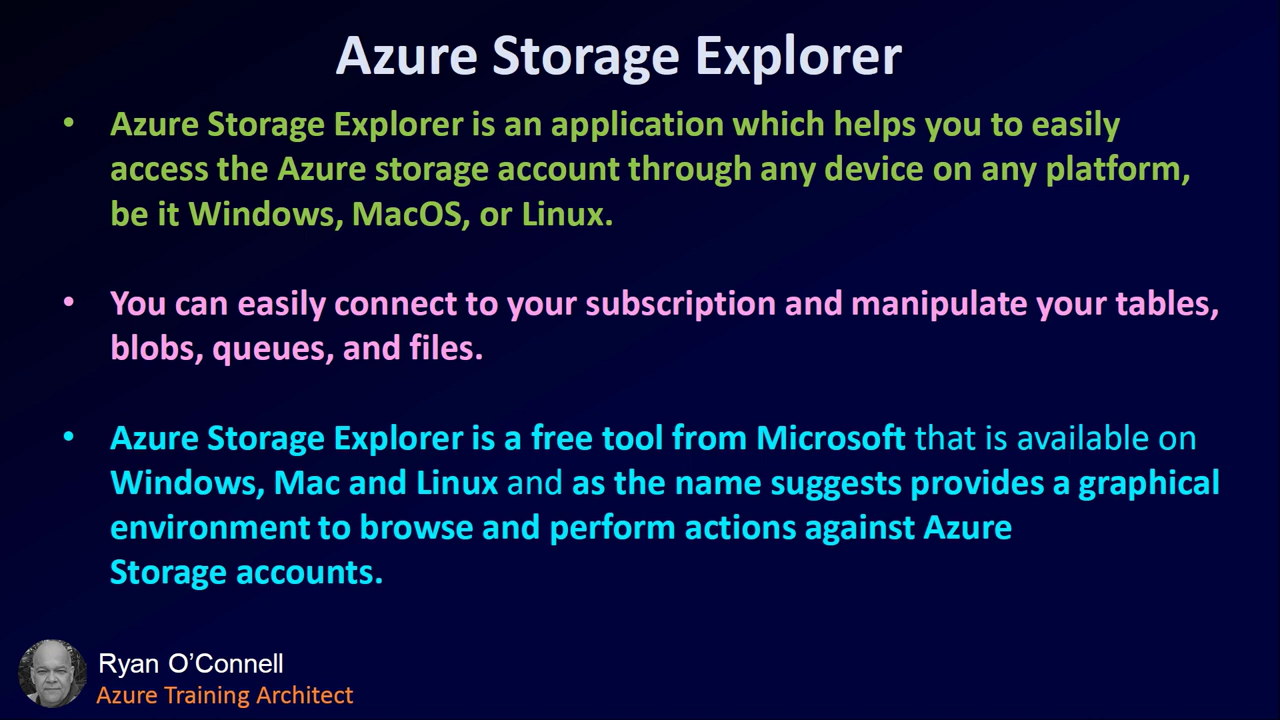 Azure Storage Explorer
• Azure Storage Explorer is an application which helps you to easily
access the Azure storage account through any device on any platform,
be it Windows, MacOS, or Linux.
• You can easily connect to your subscription and manipulate your tables,
blobs, queues, and files.
• Azure Storage Explorer is a free tool from Microsoft that is available on
Windows, Mac and Linux and as the name suggests provides a graphical
environment to browse and perform actions against Azure
Storage accounts.
Ryan O’Connell
Azure Training Architect